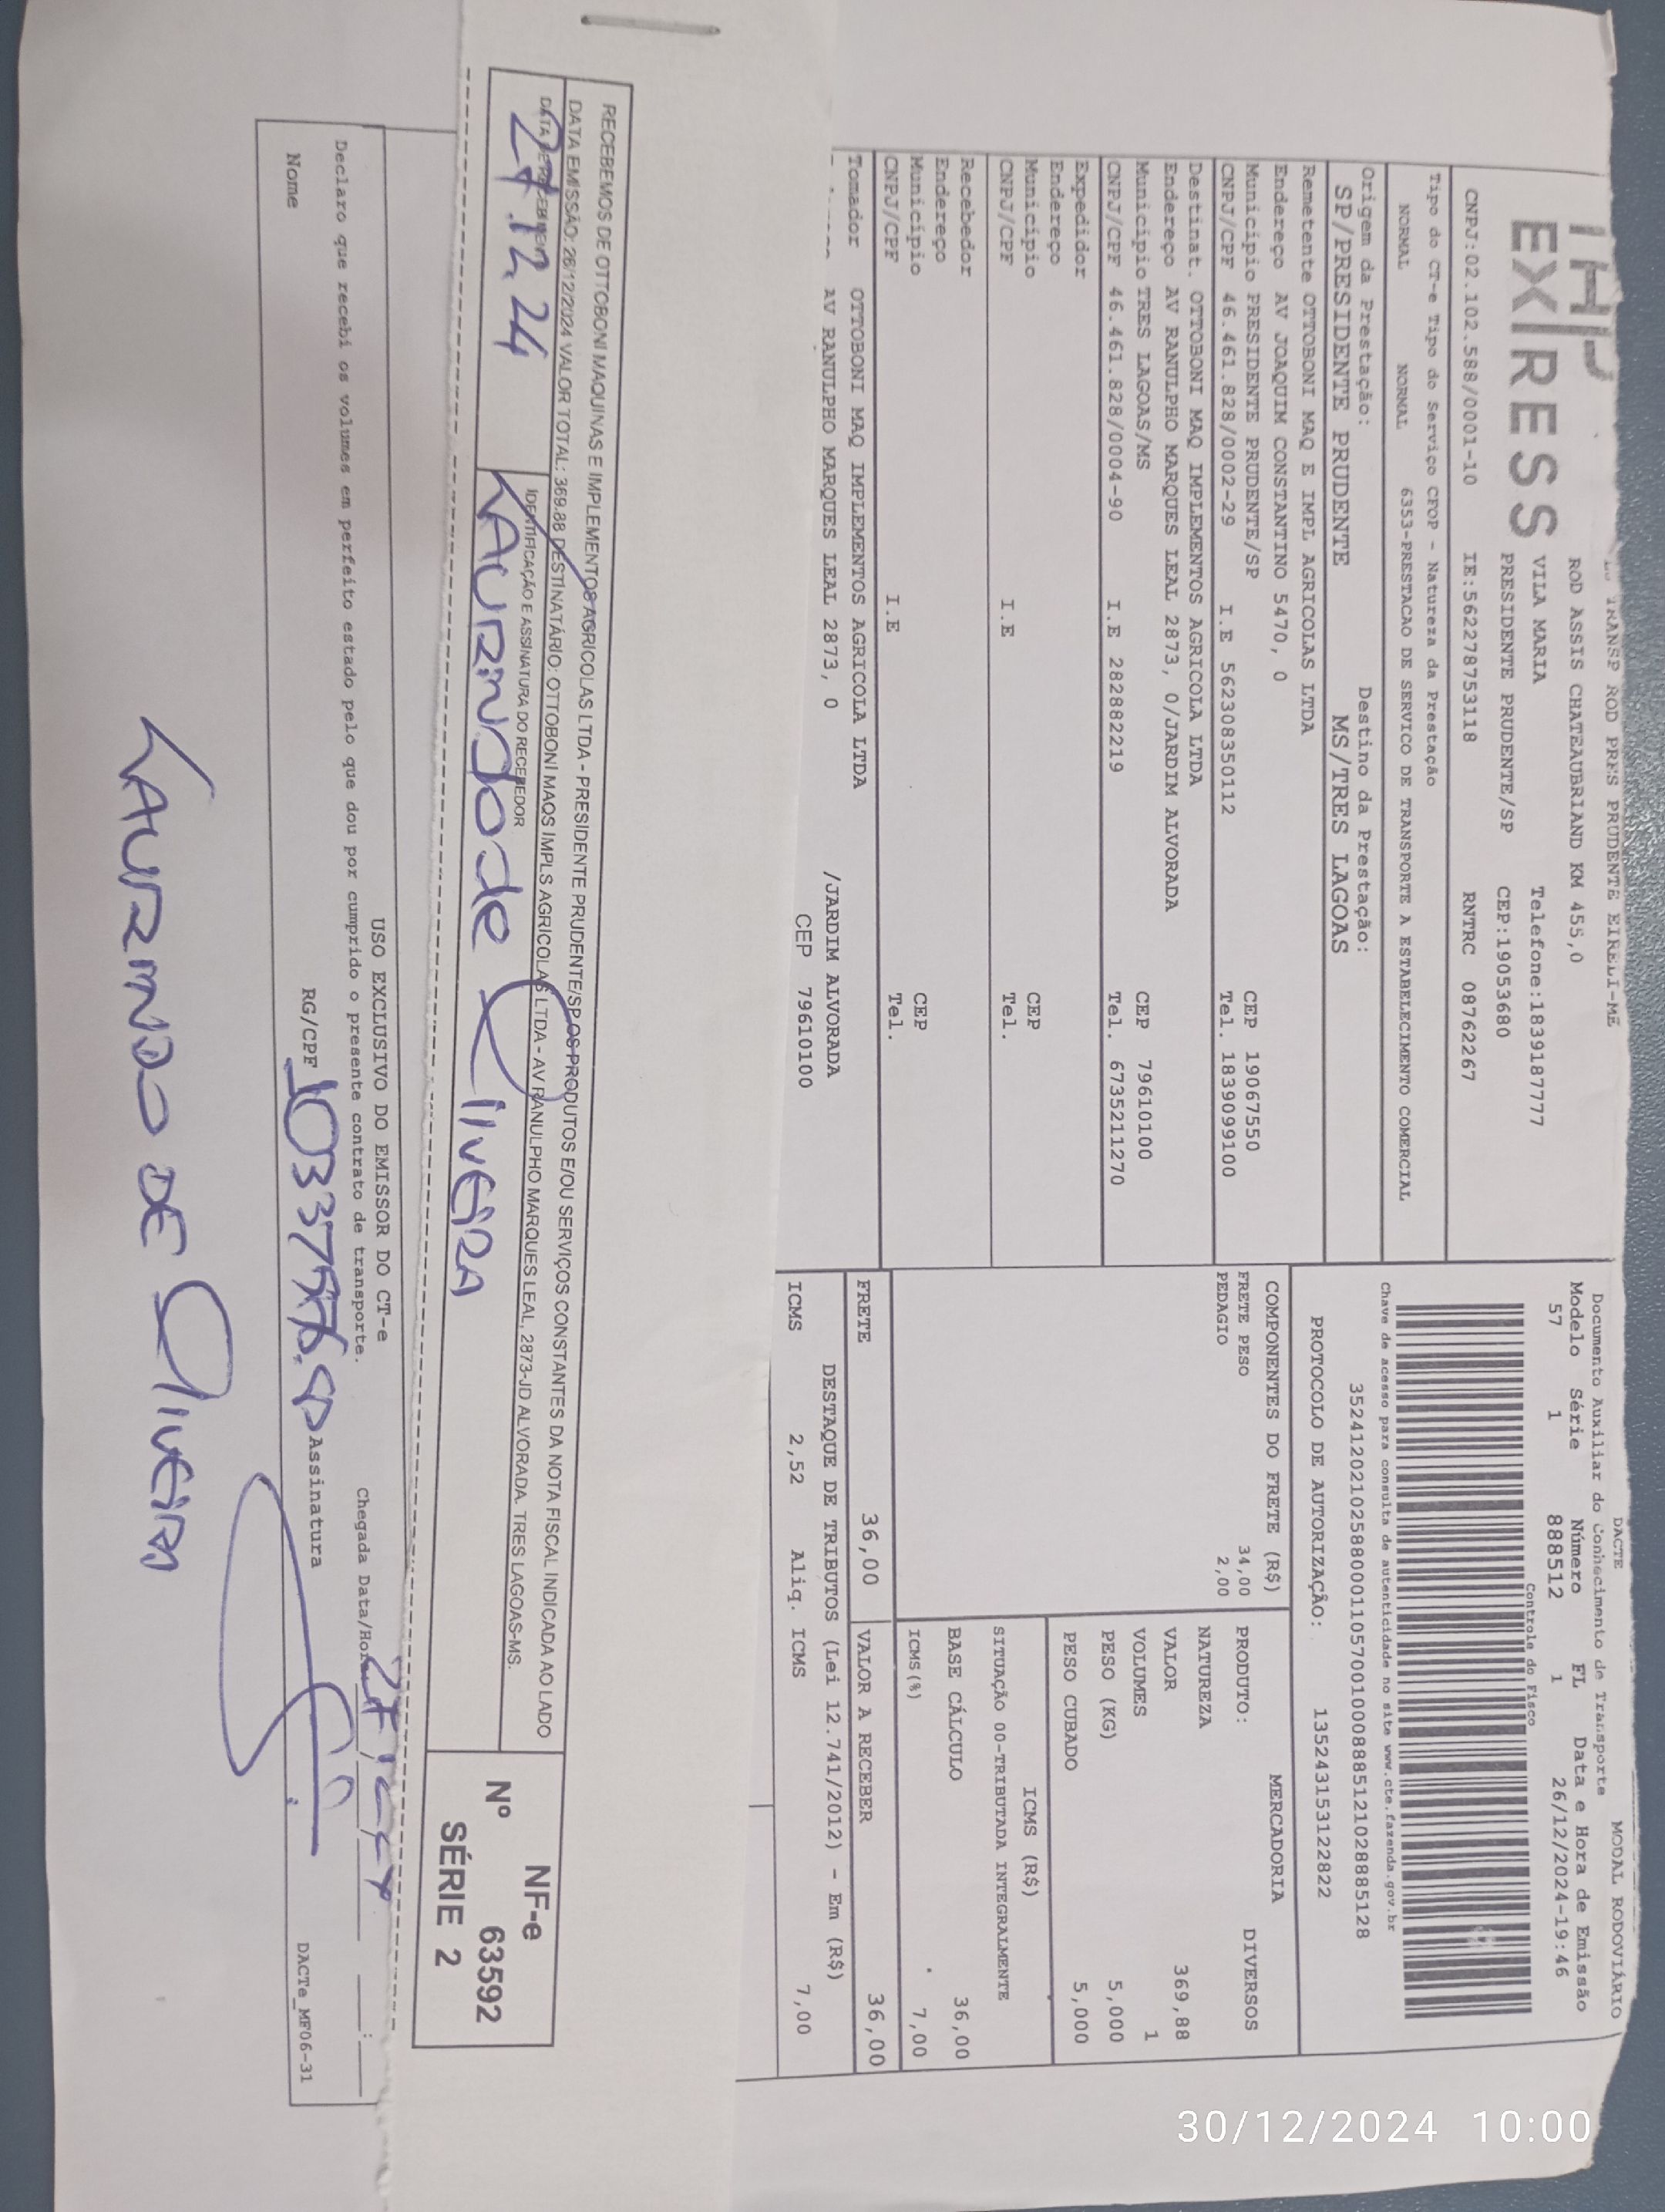 EXPRESS
TRANSP ROD PRES PRUDENTE EIRELI-ME
ROD ASSIS CHATEAUBRIAND KM 455,0
VILA MARIA Telefone:1839187777
PRESIDENTE PRUDENTE/SP CEP:19053680
CNPJ:02.102.588/0001-10 IE:562278753118 RNTRC 08762267
Tipo do CT-e Tipo do Serviço CFOP - Natureza da Prestação
NORMAL NORMAL 6353-PRESTACAO DE SERVICO DE TRANSPORTE A ESTABELECIMENTO COMERCIAL
Origem da Prestação: Destino da Prestação:
SP/PRESIDENTE PRUDENTE MS/TRES LAGOAS
Remetente OTTOBONI MAQ E IMPL AGRICOLAS LTDA
Endereço AV JOAQUIM CONSTANTINO 5470, 0
Município PRESIDENTE PRUDENTE/SP CEP 19067550
CNPJ/CPF 46.461.828/0002-29 I.E 562308350112 Tel. 1839099100
Destinat. OTTOBONI MAQ IMPLEMENTOS AGRICOLA LTDA
Endereço AV RANULPHO MARQUES LEAL 2873, 0/JARDIM ALVORADA
Município TRES LAGOAS/MS CEP 79610100
CNPJ/CPF 46.461.828/0004-90 I.E 282882219 Tel. 6735211270
Expedidor
Endereço
Município CEP
CNPJ/CPF I.E Tel.
Recebedor
Endereço
Município CEP
CNPJ/CPF I.E Tel.
Tomador OTTOBONI MAQ IMPLEMENTOS AGRICOLA LTDA
AV RANULPHO MARQUES LEAL 2873, 0 /JARDIM ALVORADA
CEP 79610100
DACTE MODAL RODOVIÁRIO
Documento Auxiliar do Conhecimento de Transporte
Modelo Série Número FL Data e Hora de Emissão
57 1 888512 1 26/12/2024-19:46
Controle do Fisco
Chave de acesso para consulta de autenticidade no site www.cte.fazenda.gov.br
35241202102588000110570010008885121028885128
PROTOCOLO DE AUTORIZAÇÃO: 135243153122822
COMPONENTES DO FRETE (R$)
FRETE PESO 34,00
PEDAGIO 2,00
MERCADORIA
PRODUTO: DIVERSOS
NATUREZA
VALOR 369,88
VOLUMES 1
PESO (KG) 5,000
PESO CUBADO 5,000
ICMS (R$)
SITUAÇÃO 00-TRIBUTADA INTEGRALMENTE
BASE CÁLCULO 36,00
ICMS(%) 7,00
FRETE 36,00 VALOR A RECEBER 36,00
DESTAQUE DE TRIBUTOS (Lei 12.741/2012) - Em (R$)
ICMS 2,52 Aliq. ICMS 7,00
RECEBEMOS DE OTTOBONI MAQUINAS E IMPLEMENTOS AGRICOLAS LTDA - PRESIDENTE PRUDENTE/SP OS PRODUTOS E/OU SERVIÇOS CONSTANTES DA NOTA FISCAL INDICADA AO LADO
DATA EMISSÃO: 26/12/2024 VALOR TOTAL: 369.88 DESTINATÁRIO: OTTOBONI MAQS IMPLS AGRICOLAS LTDA - AV RANULPHO MARQUES LEAL, 2873-JD ALVORADA. TRES LAGOAS-MS.
DATA DE RECEBIMENTO IDENTIFICAÇÃO E ASSINATURA DO RECEBEDOR
27.12.24 LAURINDO de OlivEiRA
NF-e
Nº 63592
SÉRIE 2
USO EXCLUSIVO DO EMISSOR DO CT-e
Declaro que recebi os volumes em perfeito estado pelo que dou por cumprido o presente contrato de transporte. Chegada Data/Hora
Nome RG/CPF Assinatura DACTe_MF06-31
LAURINDO DE OlivEiRA
30/12/2024 10:00